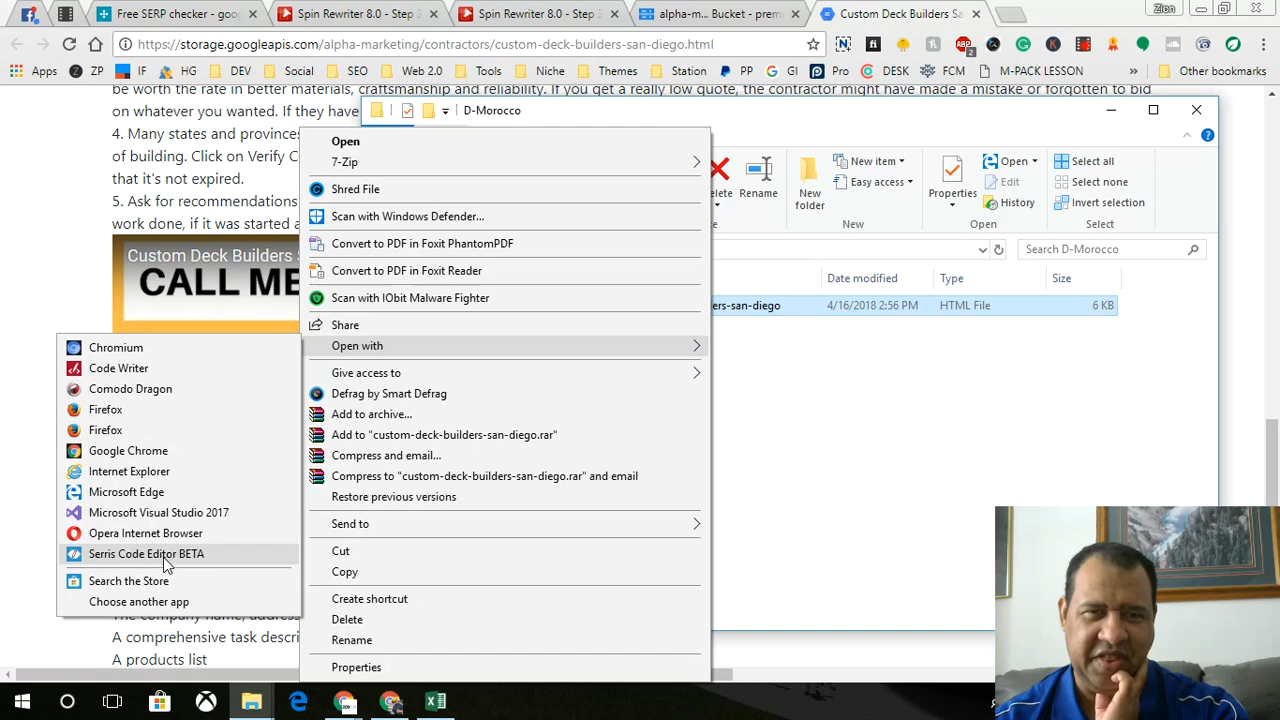 Free SERP checker - goo
Spin Rewriter 8.0 - Step 3
Spin Rewriter 8.0 - Step 3
alpha-m... Bucket - prem
Custom Deck Builders Sa
Zion
https://storage.googleapis.com/alpha-marketing/contractors/custom-deck-builders-san-diego.html
Apps
ZP
IF
HG
DEV
Social
SEO
Web 2.0
Tools
Niche
Themes
Station
PP
GI
Pro
DESK
FCM
M-PACK LESSON
»
Other bookmarks
be worth the rate in better materials, craftsmanship and reliability. If you get a really low quote, the contractor might have made a mistake or forgotten to bid
on whatever you wanted. If they have
4. Many states and provinces
of building. Click on Verify C
that it's not expired.
5. Ask for recommendations
work done, if it was started a
Custom Deck Builders S
CALL ME
D-Morocco
elete
Rename
New
folder
New item
Easy access
New
Properties
Open
Edit
History
Open
Select all
Select none
Invert selection
Select
Search D-Morocco
Date modified
Type
Size
ers-san-diego
4/16/2018 2:56 PM
HTML File
6 KB
Open
7-Zip
Shred File
Scan with Windows Defender...
Convert to PDF in Foxit PhantomPDF
Convert to PDF in Foxit Reader
Scan with IObit Malware Fighter
Share
Open with
Give access to
Defrag by Smart Defrag
Add to archive...
Add to "custom-deck-builders-san-diego.rar"
Compress and email...
Compress to "custom-deck-builders-san-diego.rar" and email
Restore previous versions
Send to
Cut
Copy
Create shortcut
Delete
Rename
Properties
Chromium
Code Writer
Comodo Dragon
Firefox
Firefox
Google Chrome
Internet Explorer
Microsoft Edge
Microsoft Visual Studio 2017
Opera Internet Browser
Serris Code Editor BETA
Search the Store
Choose another app
The company name, addres
A comprehensive task descri
A products list